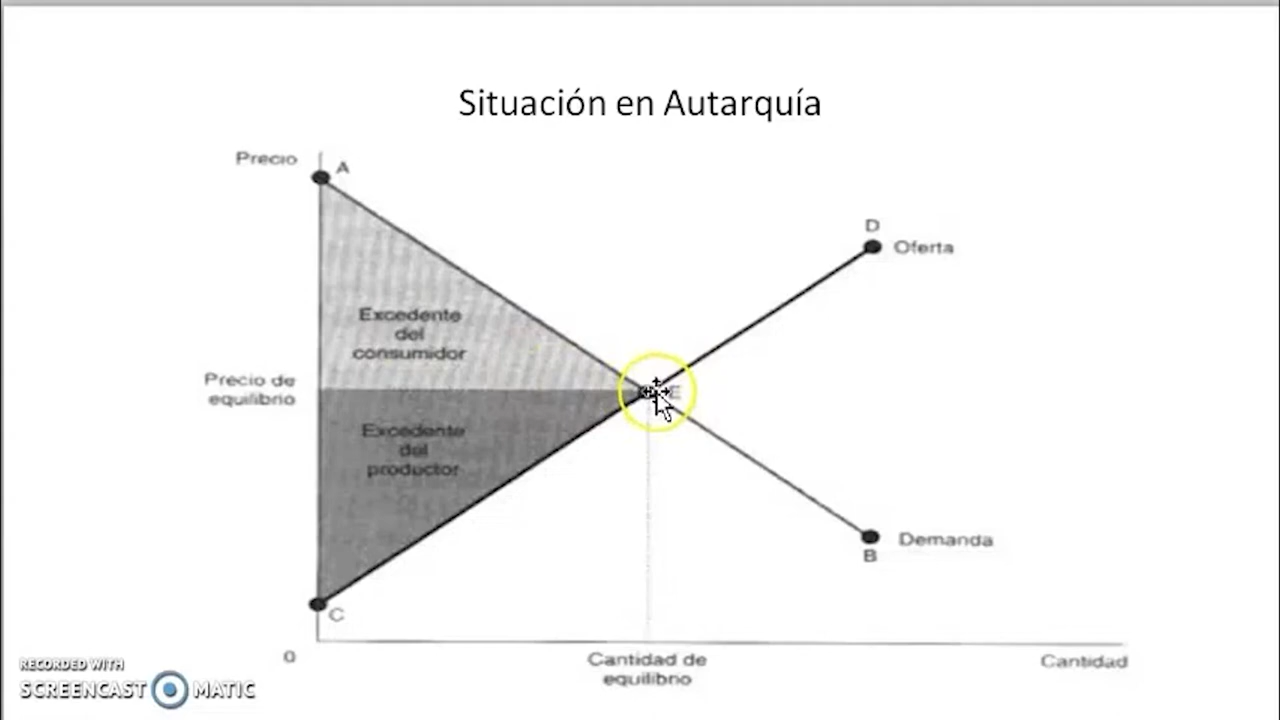 Situación en Autarquía
Precio
A
D
Oferta
Excedente
del
consumidor
Precio de
equilibrio
E
Excedente
del
productor
Demanda
B
C
0
Cantidad de
equilibrio
Cantidad
RECORDED WITH
SCREENCAST MATIC